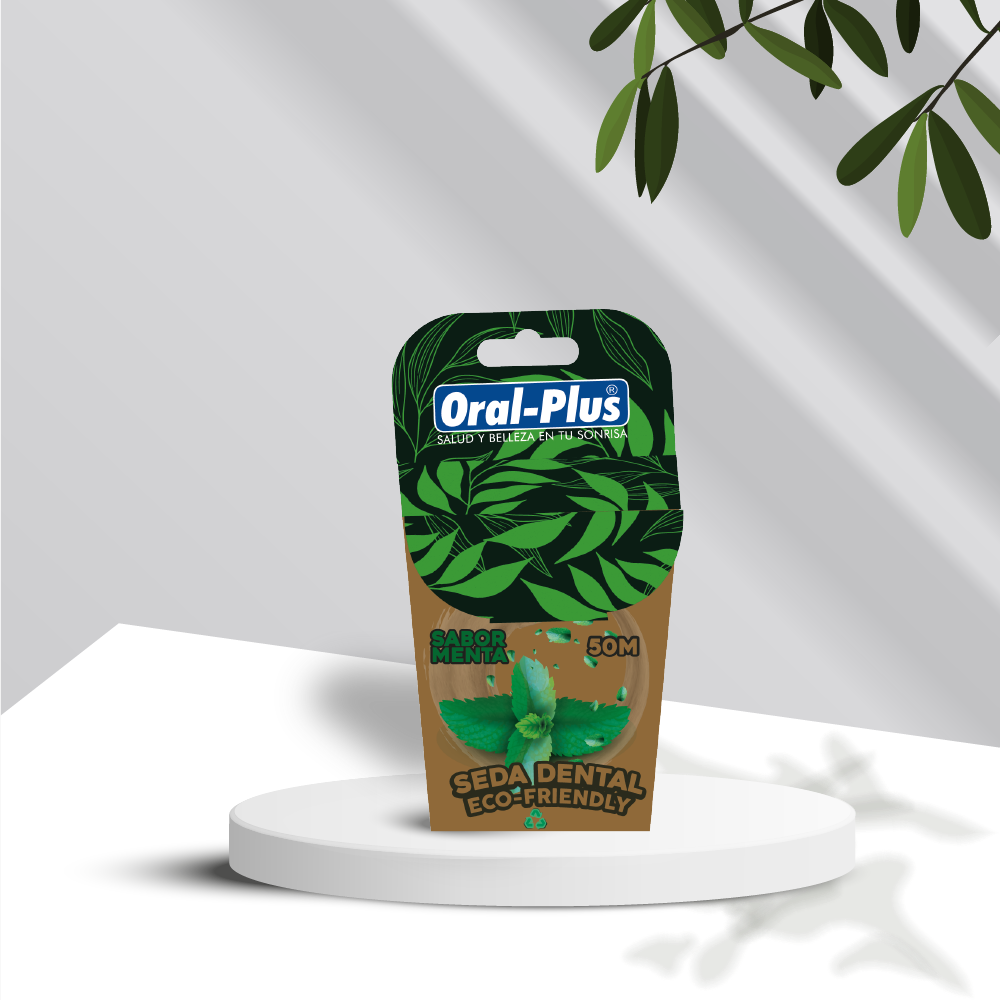 Oral-Plus®
SALUD Y BELLEZA EN TU SONRISA
SABOR
MENTA
50M
SEDA DENTAL
ECO-FRIENDLY